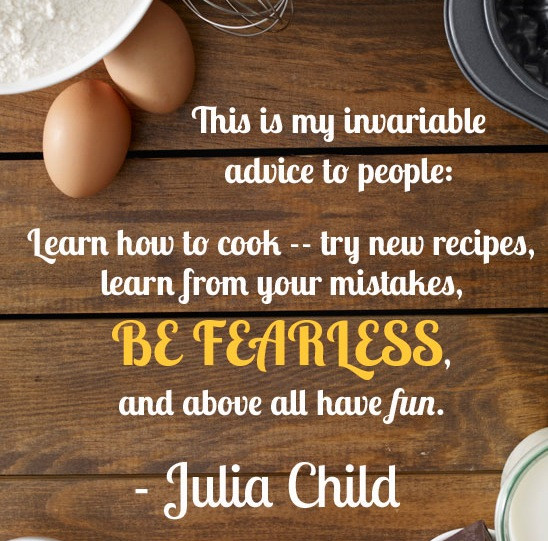 This is my invariable
advice to people:
Learn how to cook -- try new recipes,
learn from your mistakes,
BE FEARLESS,
and above all have fun.
- Julia Child